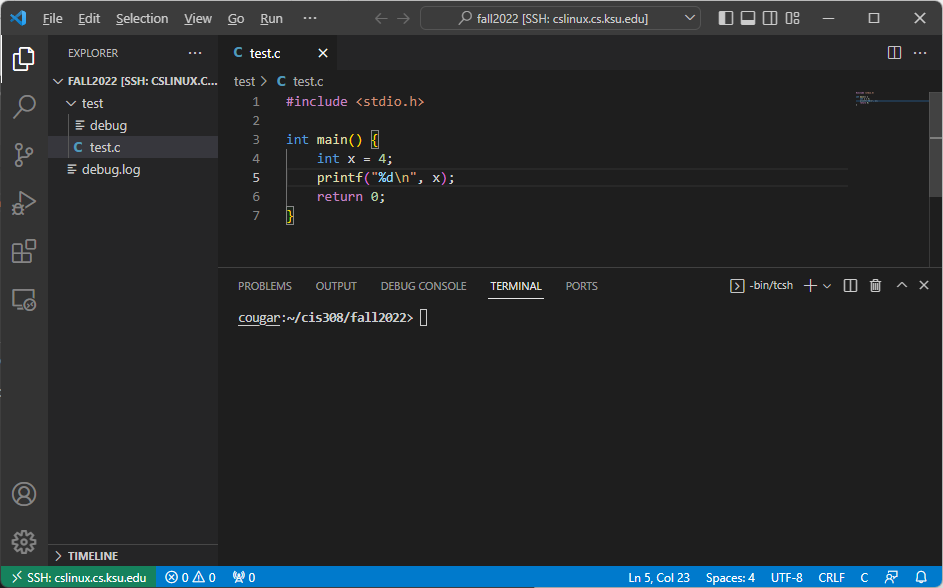 File Edit Selection View Go Run ··· fall2022 [SSH: cslinux.cs.ksu.edu]
EXPLORER ···
FALL2022 [SSH: CSLINUX.C...
test
debug
C test.c
debug.log
TIMELINE
C test.c
test > C test.c
1 #include <stdio.h>
2
3 int main() {
4 int x = 4;
5 printf("%d\n", x);
6 return 0;
7 }
PROBLEMS OUTPUT DEBUG CONSOLE TERMINAL PORTS -bin/tcsh
cougar:~/cis308/fall2022>
SSH: cslinux.cs.ksu.edu 0 0 0 Ln 5, Col 23 Spaces: 4 UTF-8 CRLF C